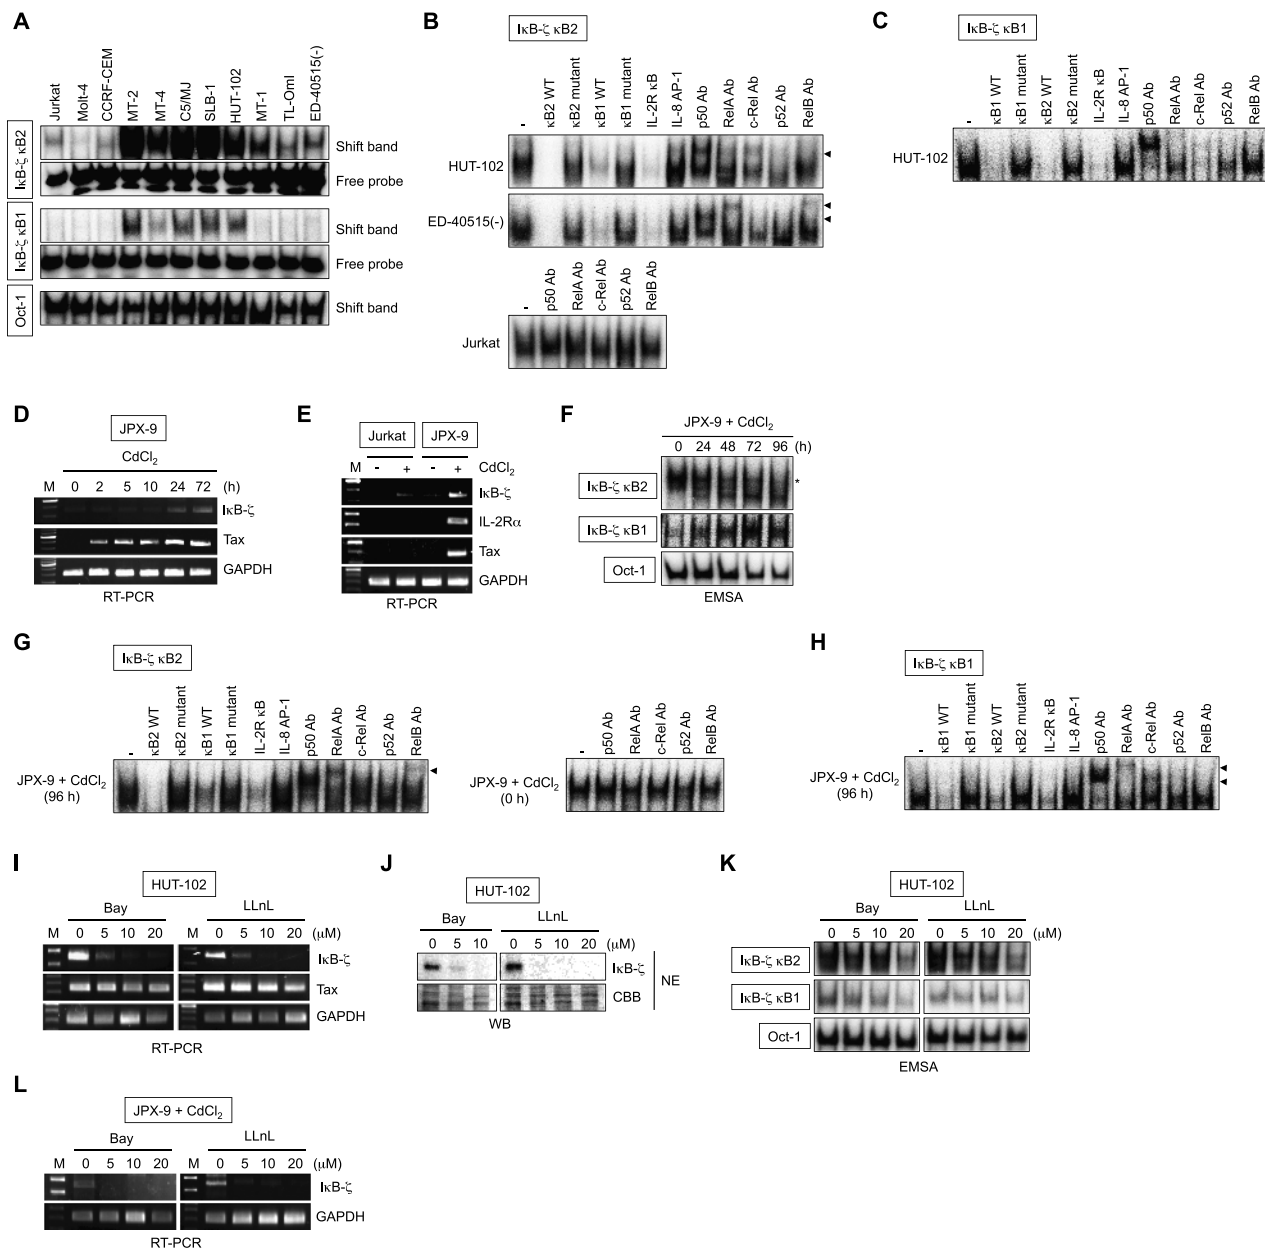 A
Jurkat
Molt-4
CCRF-CEM
MT-2
MT-4
C5/MJ
SLB-1
HUT-102
MT-1
TL-OmI
ED-40515(-)
IκB-ζ κB2
Shift band
Free probe
IκB-ζ κB1
Shift band
Free probe
Oct-1
Shift band
B
IκB-ζ κB2
-
κB2 WT
κB2 mutant
κB1 WT
κB1 mutant
IL-2R κB
IL-8 AP-1
p50 Ab
RelA Ab
c-Rel Ab
p52 Ab
RelB Ab
HUT-102
ED-40515(-)
-
p50 Ab
RelA Ab
c-Rel Ab
p52 Ab
RelB Ab
Jurkat
C
IκB-ζ κB1
-
κB1 WT
κB1 mutant
κB2 WT
κB2 mutant
IL-2R κB
IL-8 AP-1
p50 Ab
RelA Ab
c-Rel Ab
p52 Ab
RelB Ab
HUT-102
D
JPX-9
CdCl₂
M 0 2 5 10 24 72 (h)
IκB-ζ
Tax
GAPDH
RT-PCR
E
Jurkat JPX-9
M - + - + CdCl₂
IκB-ζ
IL-2Rα
Tax
GAPDH
RT-PCR
F
JPX-9 + CdCl₂
0 24 48 72 96 (h)
IκB-ζ κB2 *
IκB-ζ κB1
Oct-1
EMSA
G
IκB-ζ κB2
-
κB2 WT
κB2 mutant
κB1 WT
κB1 mutant
IL-2R κB
IL-8 AP-1
p50 Ab
RelA Ab
c-Rel Ab
p52 Ab
RelB Ab
JPX-9 + CdCl₂
(96 h)
-
p50 Ab
RelA Ab
c-Rel Ab
p52 Ab
RelB Ab
JPX-9 + CdCl₂
(0 h)
H
IκB-ζ κB1
-
κB1 WT
κB1 mutant
κB2 WT
κB2 mutant
IL-2R κB
IL-8 AP-1
p50 Ab
RelA Ab
c-Rel Ab
p52 Ab
RelB Ab
JPX-9 + CdCl₂
(96 h)
I
HUT-102
Bay LLnL
M 0 5 10 20 M 0 5 10 20 (μM)
IκB-ζ
Tax
GAPDH
RT-PCR
J
HUT-102
Bay LLnL
0 5 10 0 5 10 20 (μM)
IκB-ζ
CBB
NE
WB
K
HUT-102
Bay LLnL
0 5 10 20 0 5 10 20 (μM)
IκB-ζ κB2
IκB-ζ κB1
Oct-1
EMSA
L
JPX-9 + CdCl₂
Bay LLnL
M 0 5 10 20 M 0 5 10 20 (μM)
IκB-ζ
GAPDH
RT-PCR